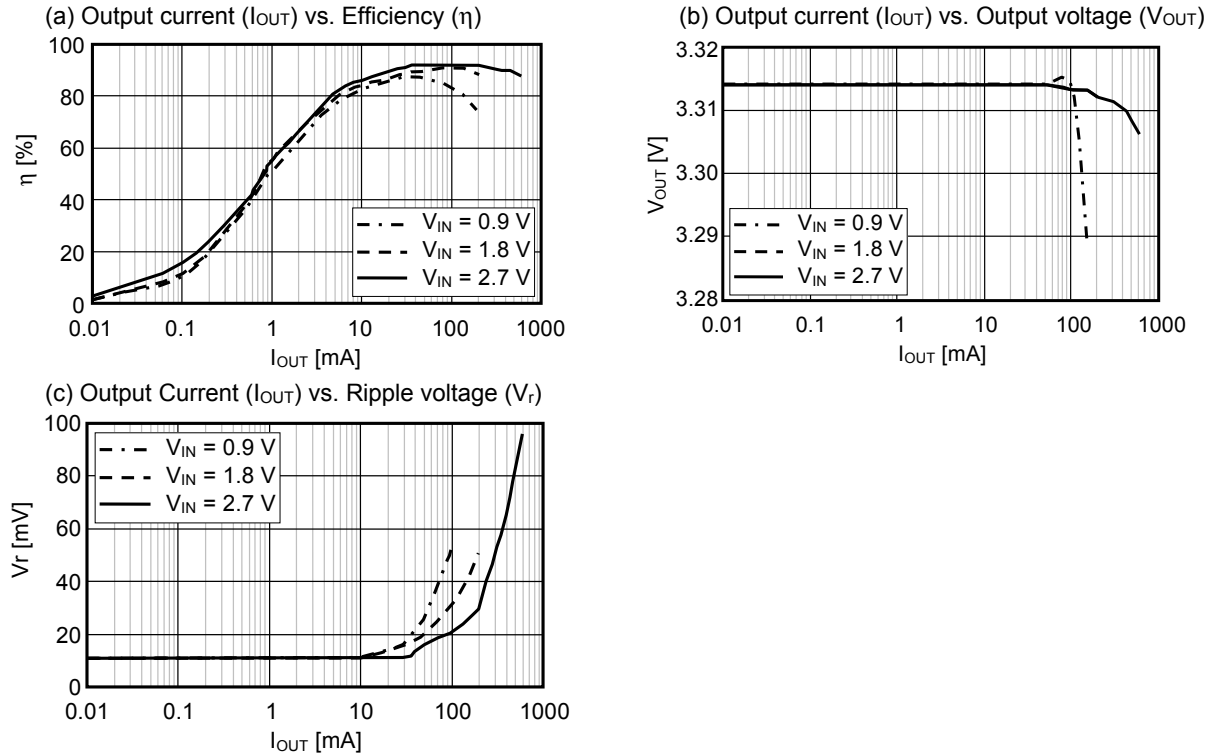 (a) Output current (IOUT) vs. Efficiency (η)
100
80
60
40
20
0
η [%]
VIN = 0.9 V
VIN = 1.8 V
VIN = 2.7 V
0.01 0.1 1 10 100 1000
IOUT [mA]
(b) Output current (IOUT) vs. Output voltage (VOUT)
3.32
3.31
3.30
3.29
3.28
VOUT [V]
VIN = 0.9 V
VIN = 1.8 V
VIN = 2.7 V
0.01 0.1 1 10 100 1000
IOUT [mA]
(c) Output Current (IOUT) vs. Ripple voltage (Vr)
100
80
60
40
20
0
Vr [mV]
VIN = 0.9 V
VIN = 1.8 V
VIN = 2.7 V
0.01 0.1 1 10 100 1000
IOUT [mA]